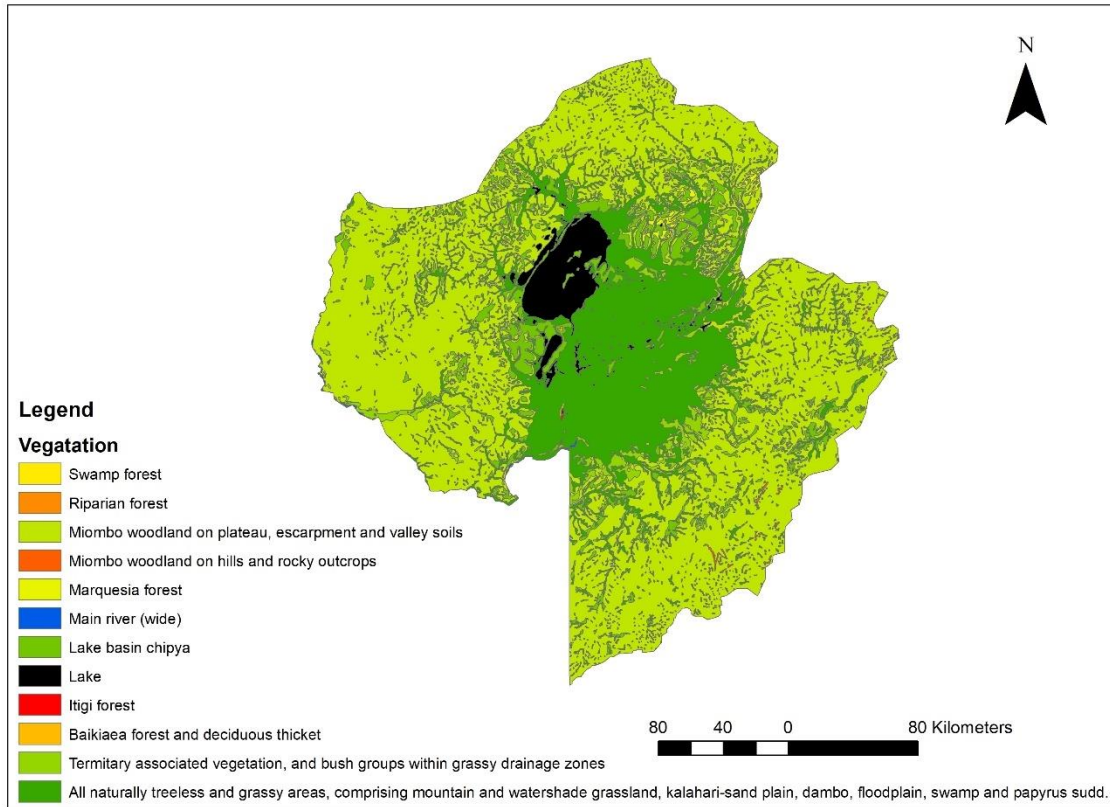 N
Legend
Vegatation
Swamp forest
Riparian forest
Miombo woodland on plateau, escarpment and valley soils
Miombo woodland on hills and rocky outcrops
Marquesia forest
Main river (wide)
Lake basin chipya
Lake
Itigi forest
Baikiaea forest and deciduous thicket
Termitary associated vegetation, and bush groups within grassy drainage zones
All naturally treeless and grassy areas, comprising mountain and watershade grassland, kalahari-sand plain, dambo, floodplain, swamp and papyrus sudd.
80 40 0 80 Kilometers